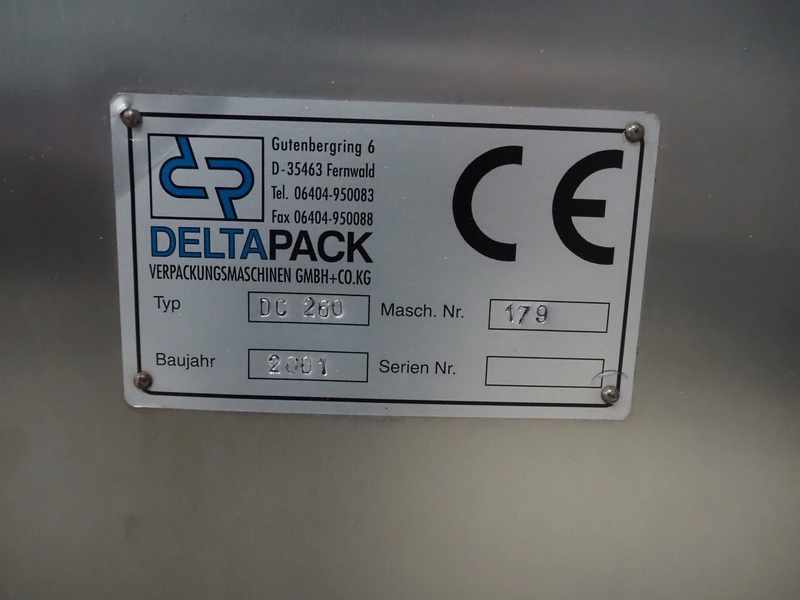 Gutenbergring 6
D-35463 Fernwald
Tel. 06404-950083
Fax 06404-950088
DELTAPACK
VERPACKUNGSMASCHINEN GMBH+CO.KG
CE
Typ DC 260 Masch. Nr. 179
Baujahr 2001 Serien Nr.